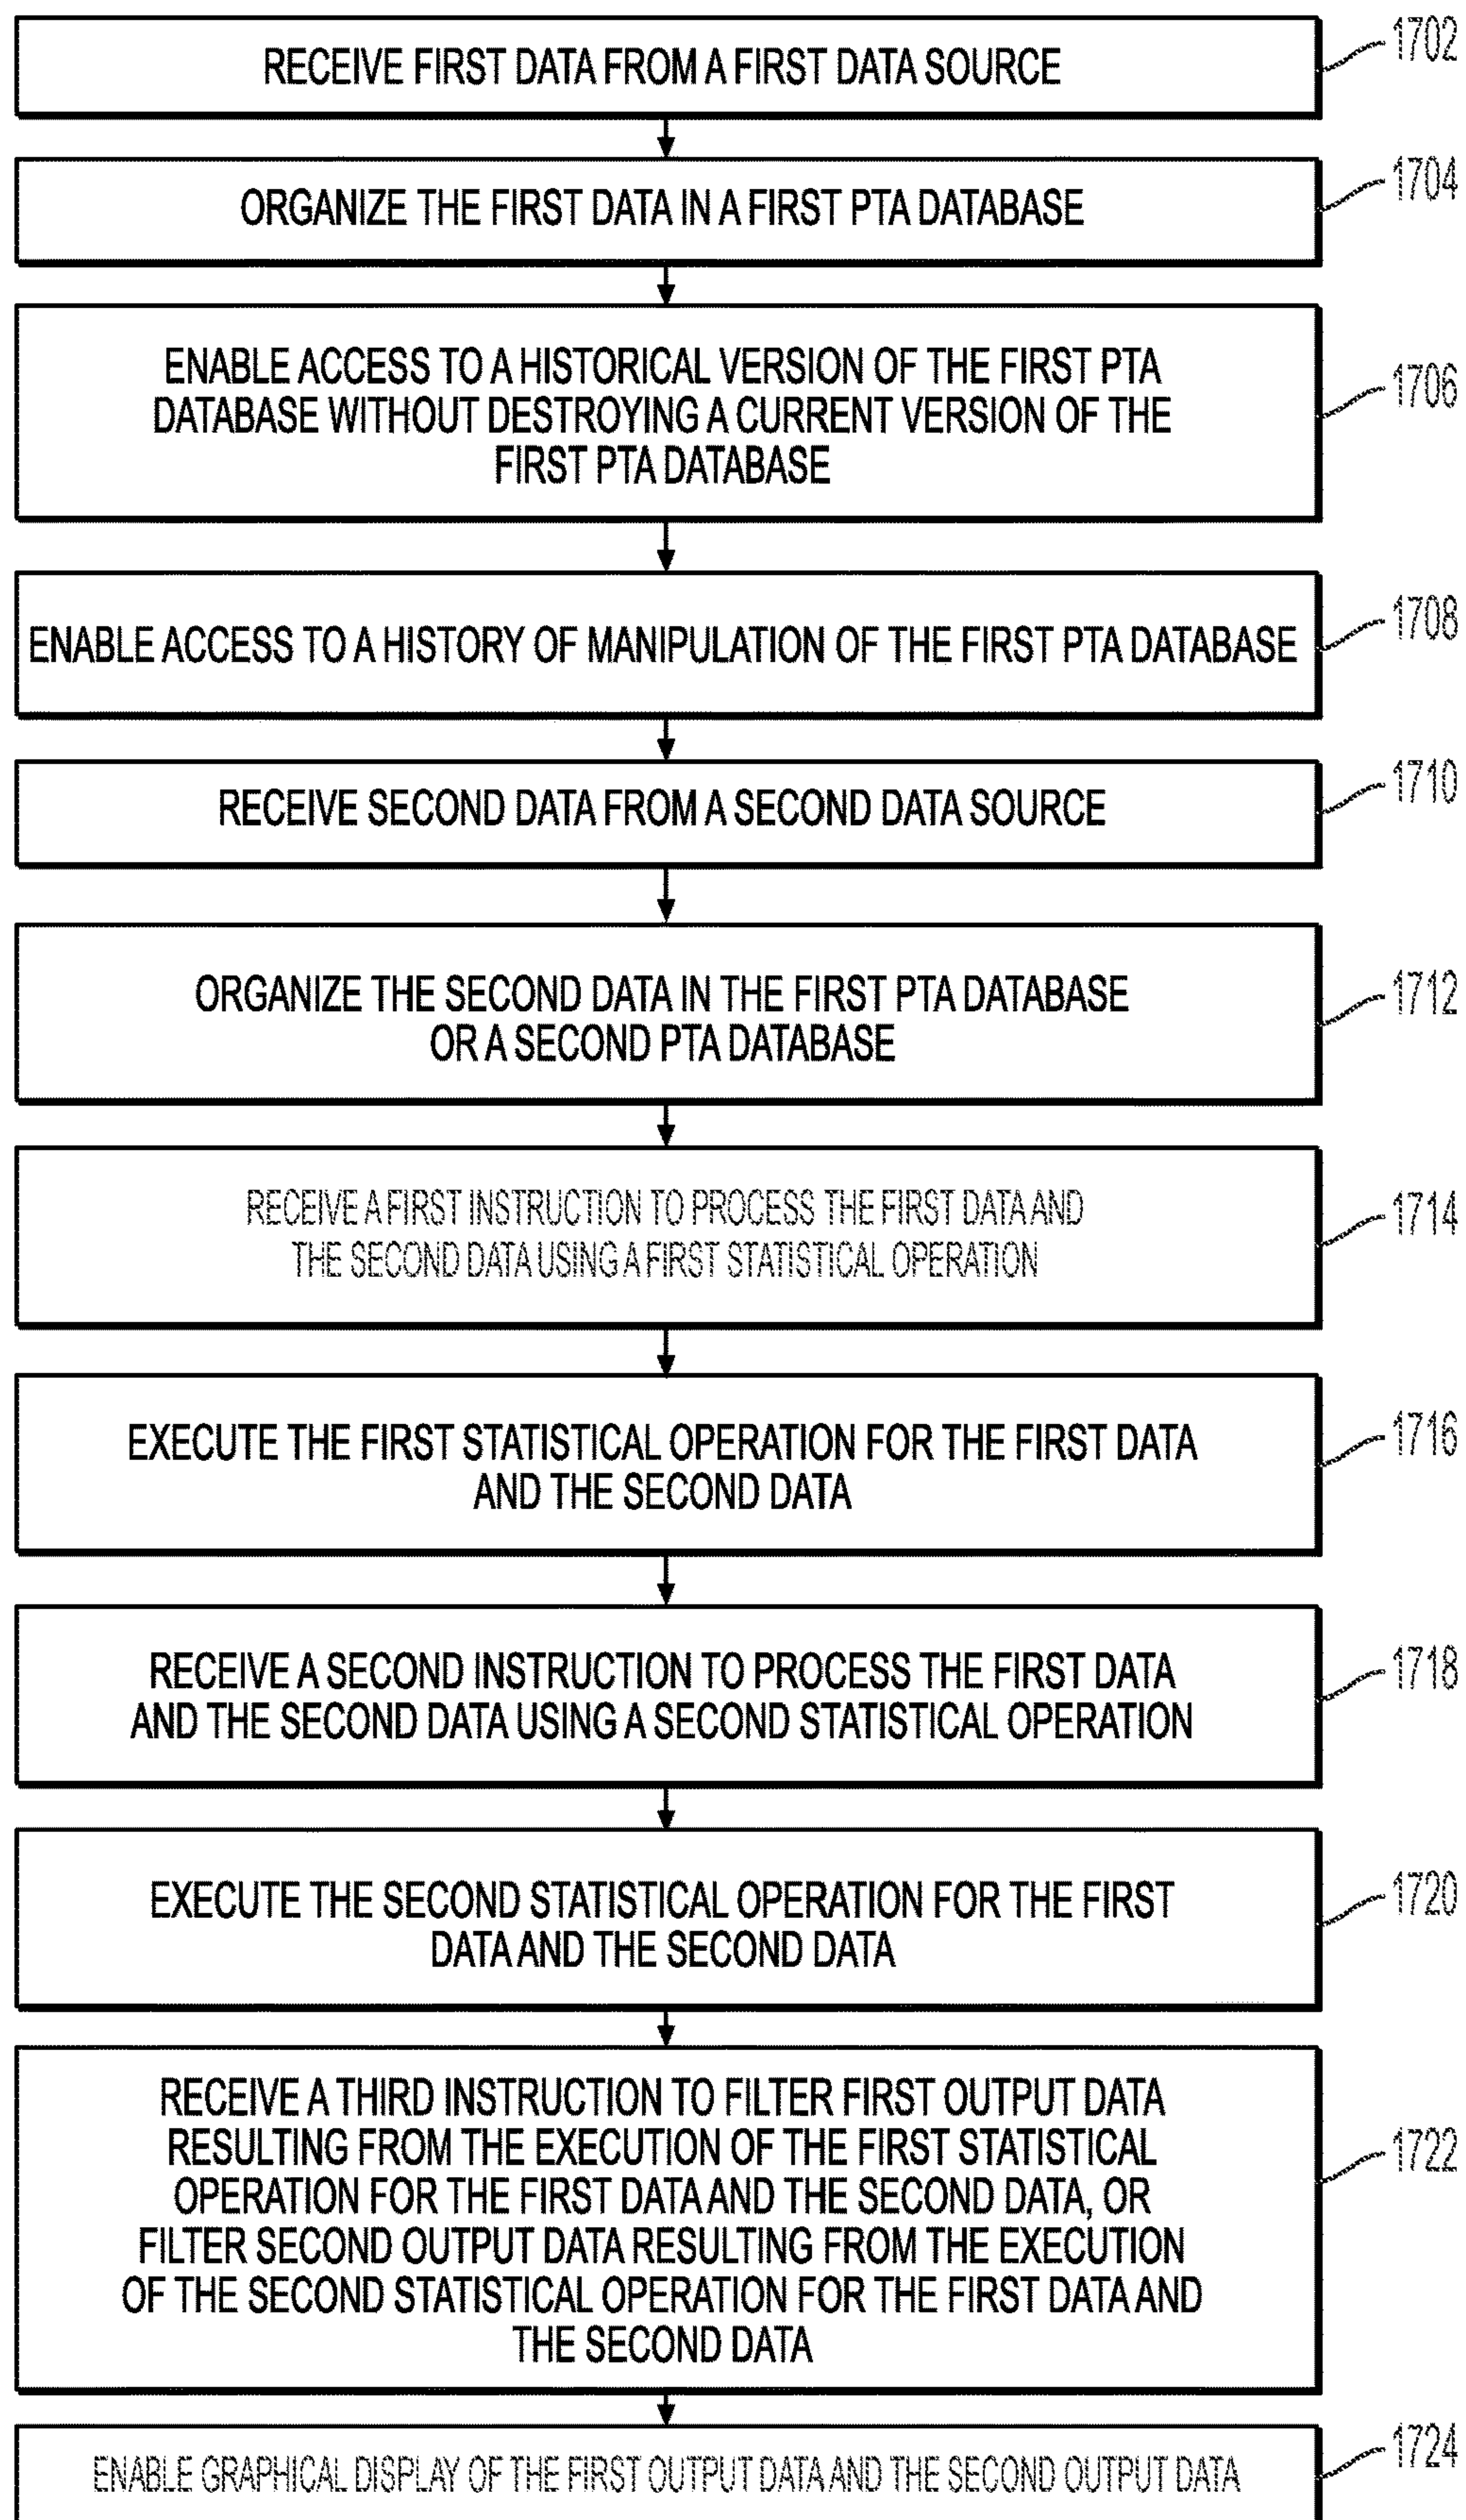 RECEIVE FIRST DATA FROM A FIRST DATA SOURCE
1702
ORGANIZE THE FIRST DATA IN A FIRST PTA DATABASE
1704
ENABLE ACCESS TO A HISTORICAL VERSION OF THE FIRST PTA
DATABASE WITHOUT DESTROYING A CURRENT VERSION OF THE
FIRST PTA DATABASE
1706
ENABLE ACCESS TO A HISTORY OF MANIPULATION OF THE FIRST PTA DATABASE
1708
RECEIVE SECOND DATA FROM A SECOND DATA SOURCE
1710
ORGANIZE THE SECOND DATA IN THE FIRST PTA DATABASE
OR A SECOND PTA DATABASE
1712
RECEIVE A FIRST INSTRUCTION TO PROCESS THE FIRST DATA AND
THE SECOND DATA USING A FIRST STATISTICAL OPERATION
1714
EXECUTE THE FIRST STATISTICAL OPERATION FOR THE FIRST DATA
AND THE SECOND DATA
1716
RECEIVE A SECOND INSTRUCTION TO PROCESS THE FIRST DATA
AND THE SECOND DATA USING A SECOND STATISTICAL OPERATION
1718
EXECUTE THE SECOND STATISTICAL OPERATION FOR THE FIRST
DATA AND THE SECOND DATA
1720
RECEIVE A THIRD INSTRUCTION TO FILTER FIRST OUTPUT DATA
RESULTING FROM THE EXECUTION OF THE FIRST STATISTICAL
OPERATION FOR THE FIRST DATA AND THE SECOND DATA, OR
FILTER SECOND OUTPUT DATA RESULTING FROM THE EXECUTION
OF THE SECOND STATISTICAL OPERATION FOR THE FIRST DATA AND
THE SECOND DATA
1722
ENABLE GRAPHICAL DISPLAY OF THE FIRST OUTPUT DATA AND THE SECOND OUTPUT DATA
1724